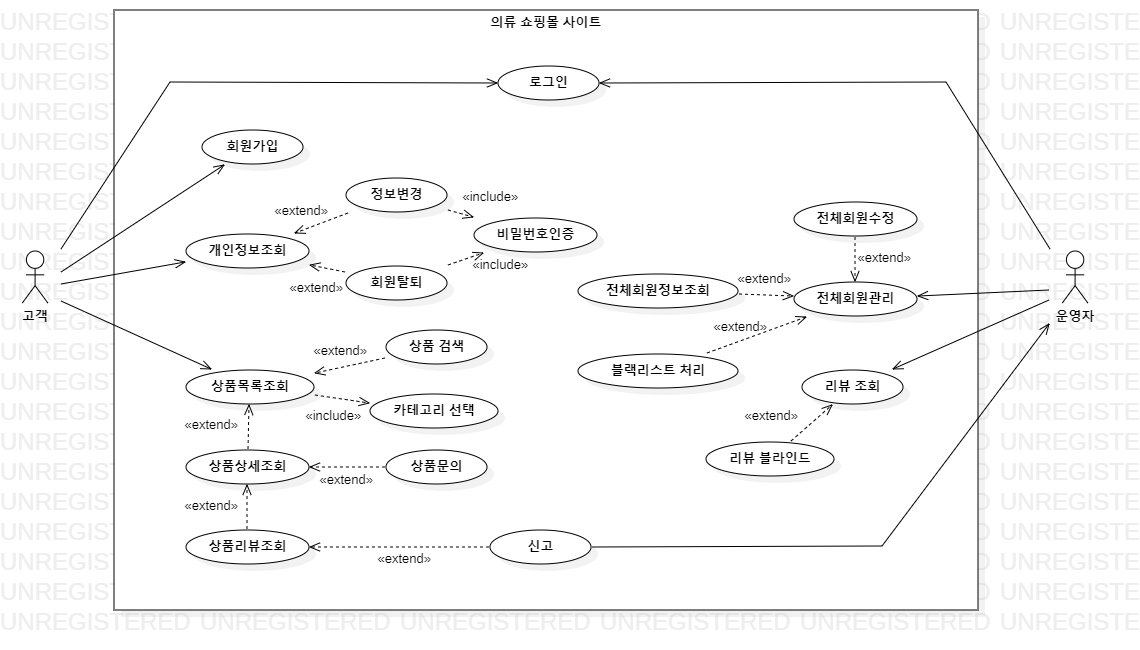 의류 쇼핑몰 사이트
로그인
회원가입
정보변경
«include»
«extend»
비밀번호인증
개인정보조회
«include»
회원탈퇴
«extend»
전체회원수정
«extend»
전체회원정보조회
«extend»
전체회원관리
«extend»
블랙리스트 처리
고객
운영자
상품 검색
«extend»
상품목록조회
카테고리 선택
«include»
리뷰 조회
«extend»
리뷰 블라인드
«extend»
상품상세조회
상품문의
«extend»
«extend»
상품리뷰조회
신고
«extend»
UNREGISTERED UNREGISTERED UNREGISTERED UNREGISTERED UNREGISTERED UNREGISTE